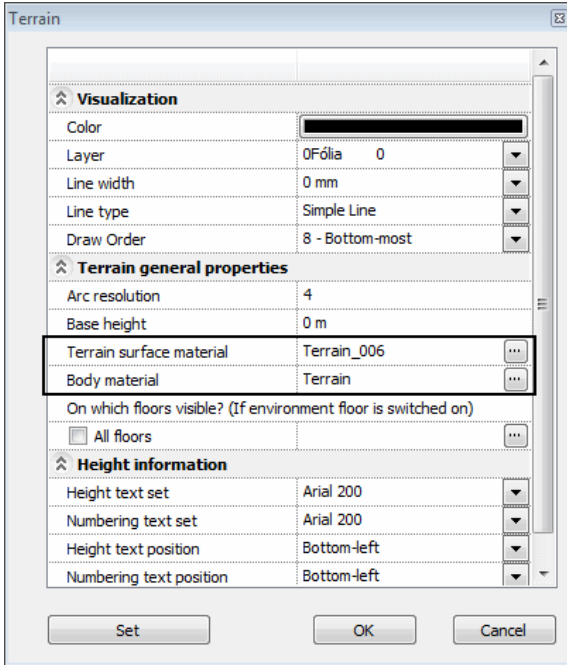 Terrain
Visualization
Color
Layer 0Fólia 0
Line width 0 mm
Line type Simple Line
Draw Order 8 - Bottom-most
Terrain general properties
Arc resolution 4
Base height 0 m
Terrain surface material Terrain_006 ...
Body material Terrain ...
On which floors visible? (If environment floor is switched on)
All floors ...
Height information
Height text set Arial 200
Numbering text set Arial 200
Height text position Bottom-left
Numbering text position Bottom-left
Set OK Cancel